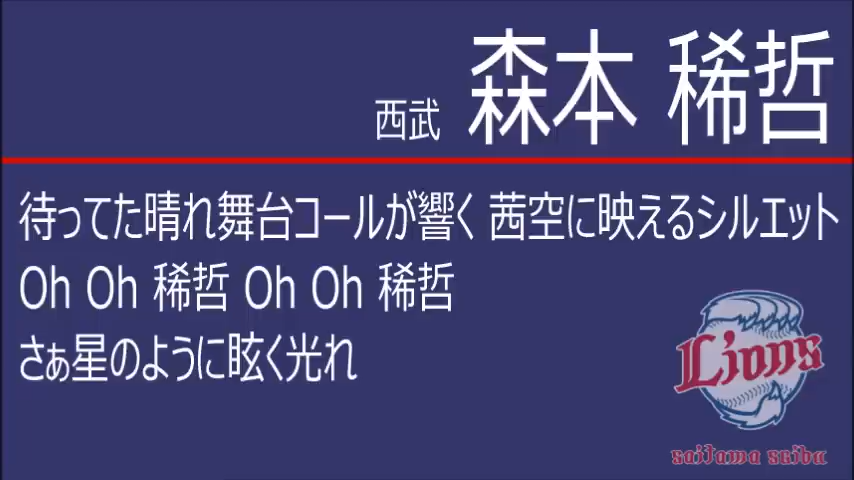 西武 森本 稀哲
待ってた晴れ舞台コールが響く 茜空に映えるシルエット
Oh Oh 稀哲 Oh Oh 稀哲
さぁ星のように眩く光れ
Lions
saitama seibu